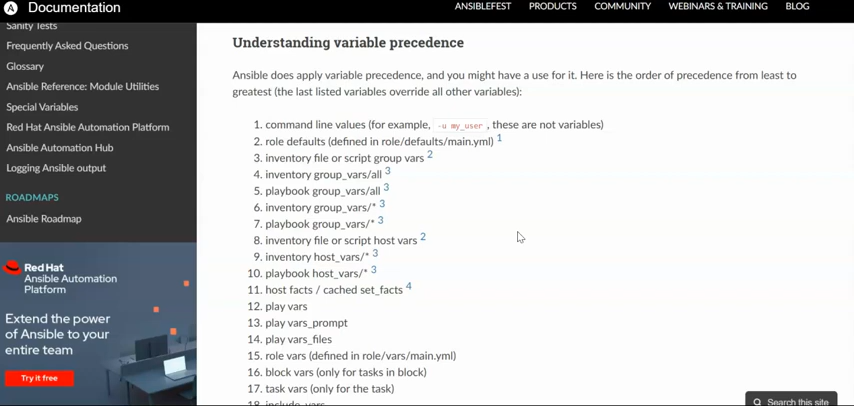 A Documentation
ANSIBLEFEST PRODUCTS COMMUNITY WEBINARS & TRAINING BLOG
Sanity Tests
Frequently Asked Questions
Glossary
Ansible Reference: Module Utilities
Special Variables
Red Hat Ansible Automation Platform
Ansible Automation Hub
Logging Ansible output
ROADMAPS
Ansible Roadmap
Red Hat
Ansible Automation
Platform
Extend the power
of Ansible to your
entire team
Try it free
Understanding variable precedence
Ansible does apply variable precedence, and you might have a use for it. Here is the order of precedence from least to
greatest (the last listed variables override all other variables):
1. command line values (for example, -u my_user , these are not variables)
2. role defaults (defined in role/defaults/main.yml) 1
3. inventory file or script group vars 2
4. inventory group_vars/all 3
5. playbook group_vars/all 3
6. inventory group_vars/* 3
7. playbook group_vars/* 3
8. inventory file or script host vars 2
9. inventory host_vars/* 3
10. playbook host_vars/* 3
11. host facts / cached set_facts 4
12. play vars
13. play vars_prompt
14. play vars_files
15. role vars (defined in role/vars/main.yml)
16. block vars (only for tasks in block)
17. task vars (only for the task)
18. include_vars
Search this site